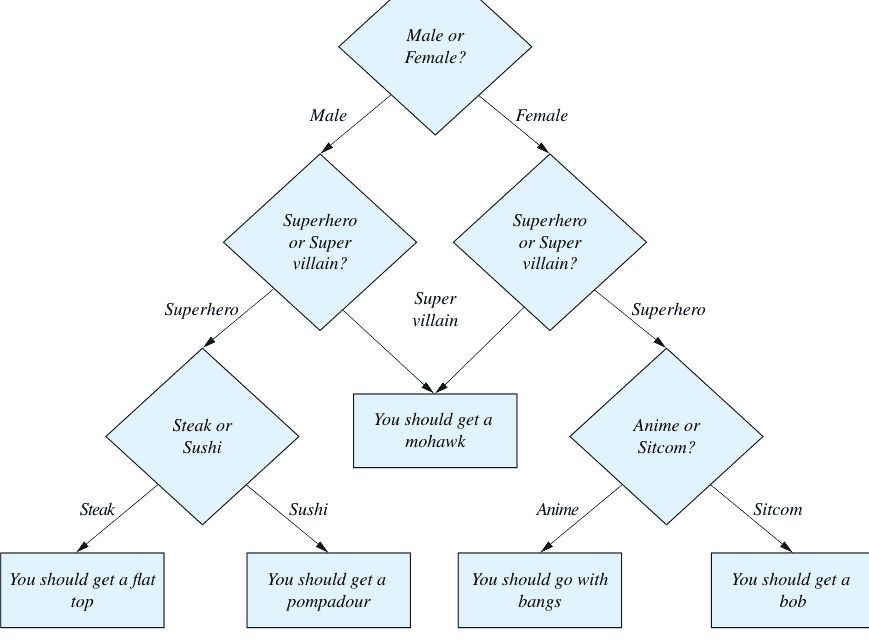 Male or
Female?
Male
Female
Superhero
or Super
villain?
Superhero
or Super
villain?
Superhero
Super
villain
Superhero
Steak or
Sushi
You should get a
mohawk
Anime or
Sitcom?
Steak
Sushi
Anime
Sitcom
You should get a flat
top
You should get a
pompadour
You should go with
bangs
You should get a
bob